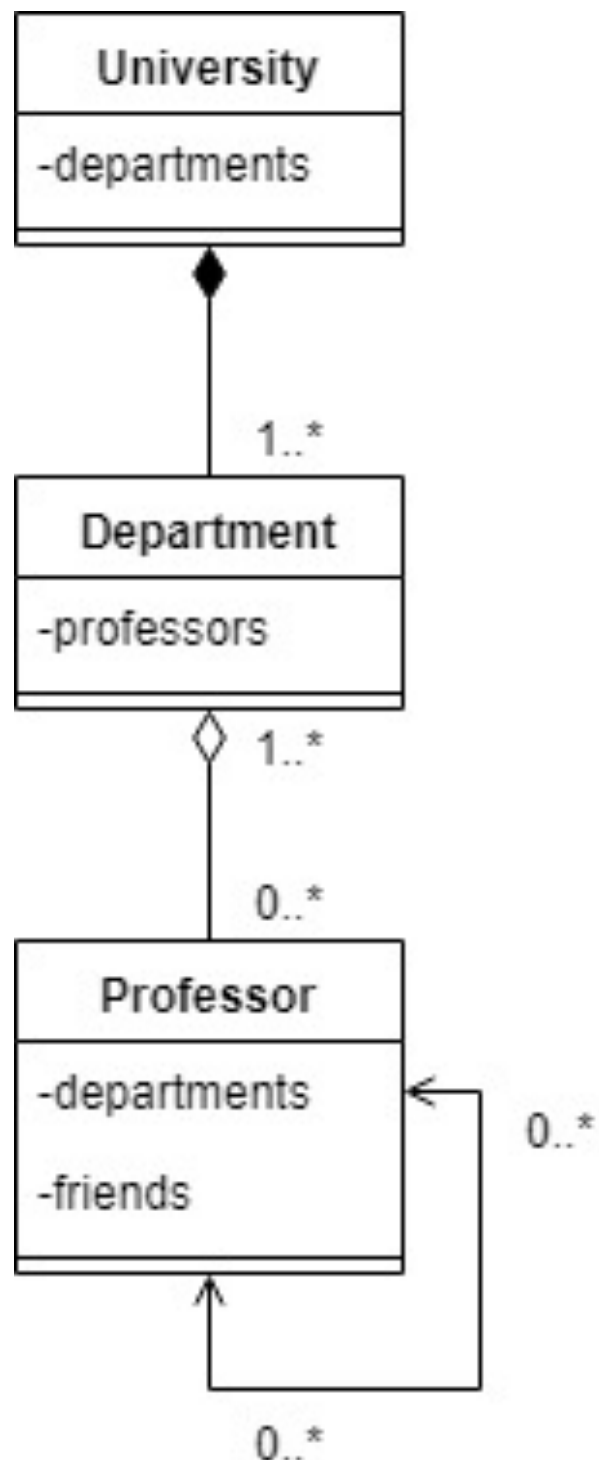 University
-departments
1..*
Department
-professors
1..*
0..*
Professor
-departments
0..*
-friends
0..*